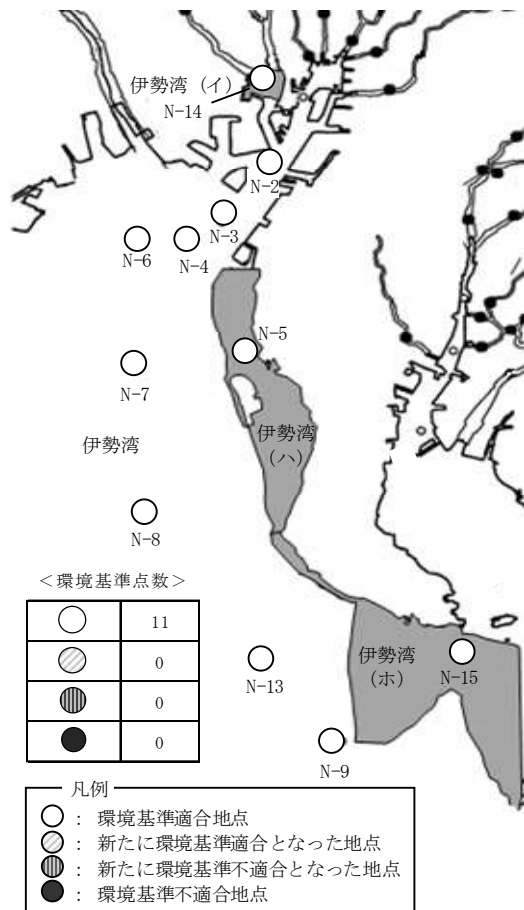 伊勢湾（イ）
N-14
N-2
N-3
N-6
N-4
N-5
N-7
伊勢湾
伊勢湾
（ハ）
N-8
＜環境基準点数＞
11
0
0
0
伊勢湾
（ホ）
N-13
N-15
N-9
凡例
： 環境基準適合地点
： 新たに環境基準適合となった地点
： 新たに環境基準不適合となった地点
： 環境基準不適合地点